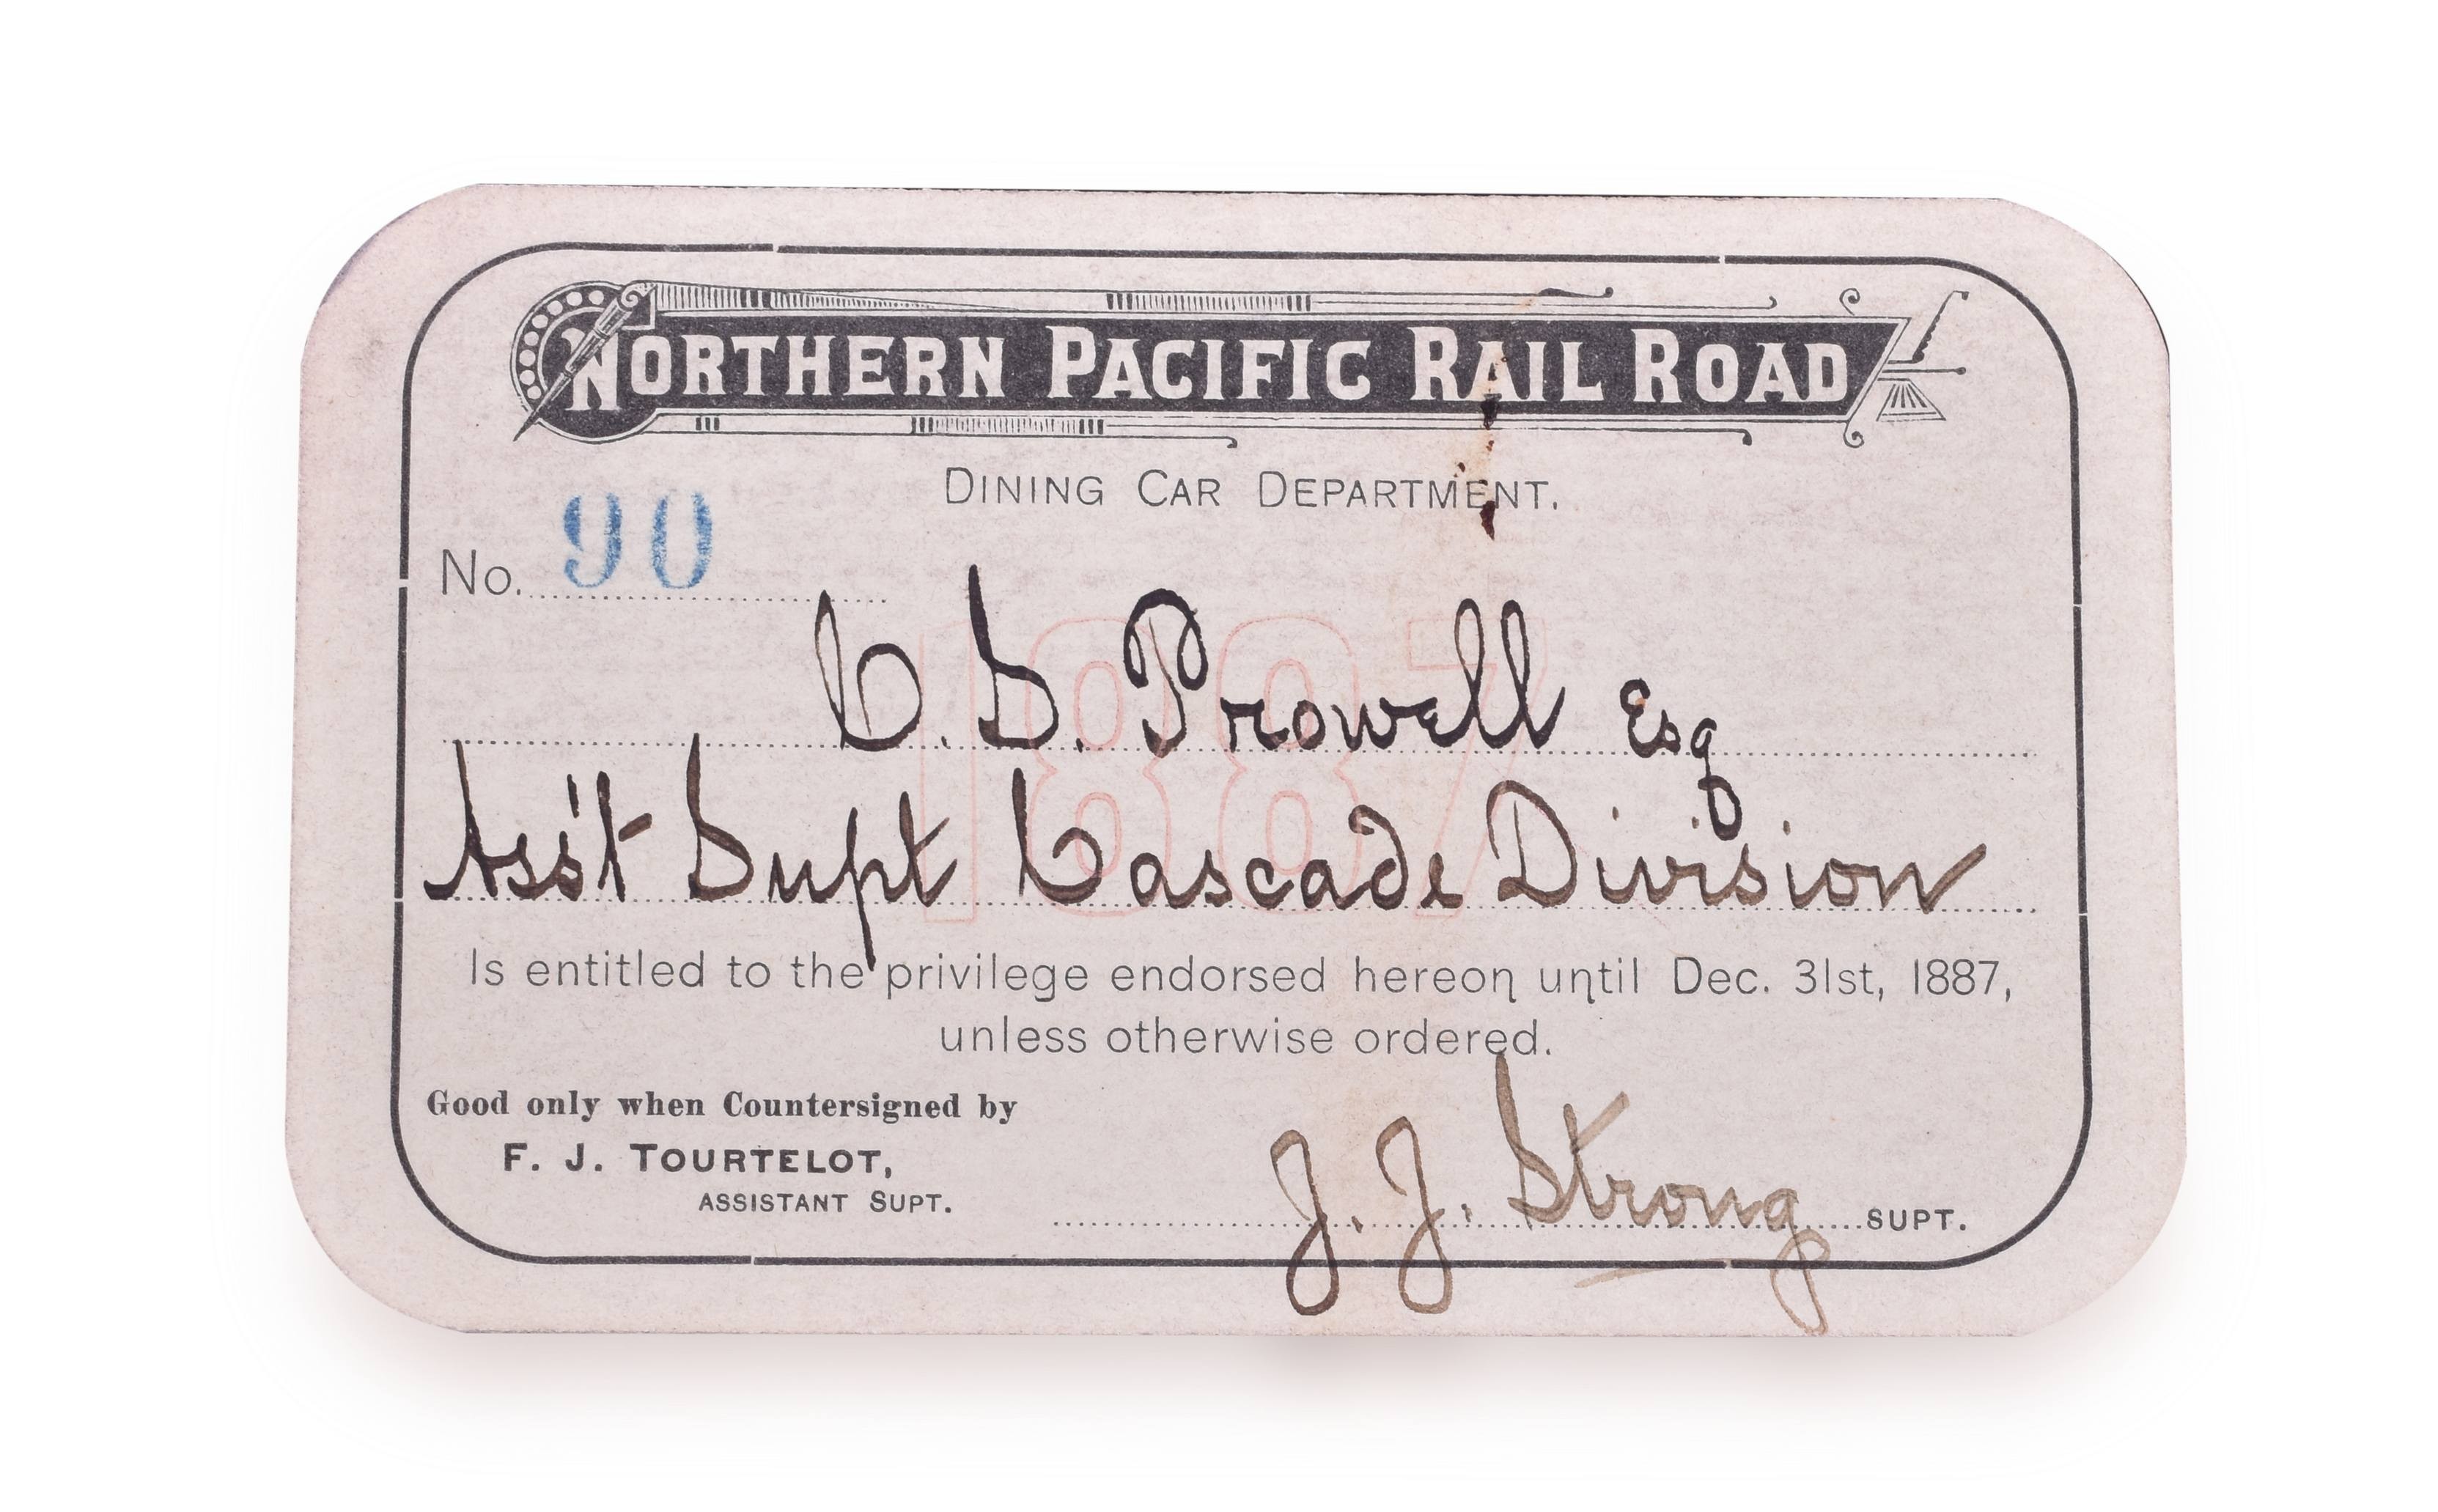 NORTHERN PACIFIC RAIL ROAD
DINING CAR DEPARTMENT.
No. 90
1887
C. S. Prowell Esq
Ass't Supt Cascade Division
Is entitled to the privilege endorsed hereon until Dec. 31st, 1887,
unless otherwise ordered.
Good only when Countersigned by
F. J. TOURTELOT,
ASSISTANT SUPT.
J. J. Strong SUPT.